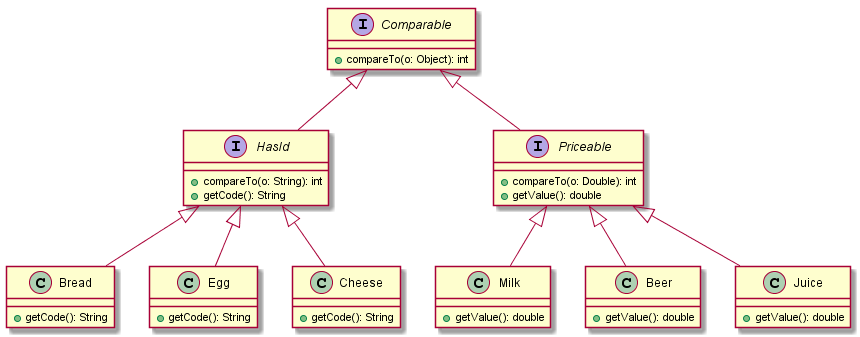 I Comparable
compareTo(o: Object): int
I HasId
compareTo(o: String): int
getCode(): String
I Priceable
compareTo(o: Double): int
getValue(): double
C Bread
getCode(): String
C Egg
getCode(): String
C Cheese
getCode(): String
C Milk
getValue(): double
C Beer
getValue(): double
C Juice
getValue(): double